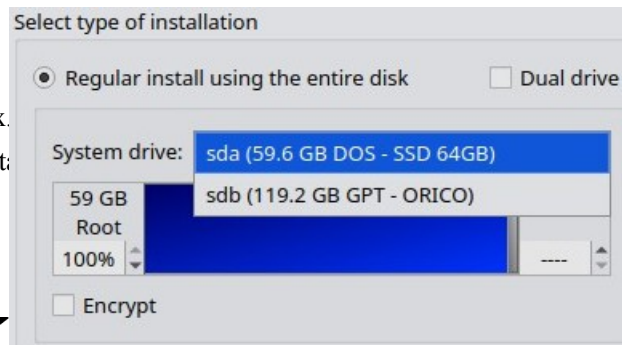 Select type of installation
Regular install using the entire disk Dual drive
System drive: sda (59.6 GB DOS - SSD 64GB)
sdb (119.2 GB GPT - ORICO)
59 GB
Root
100% ----
Encrypt